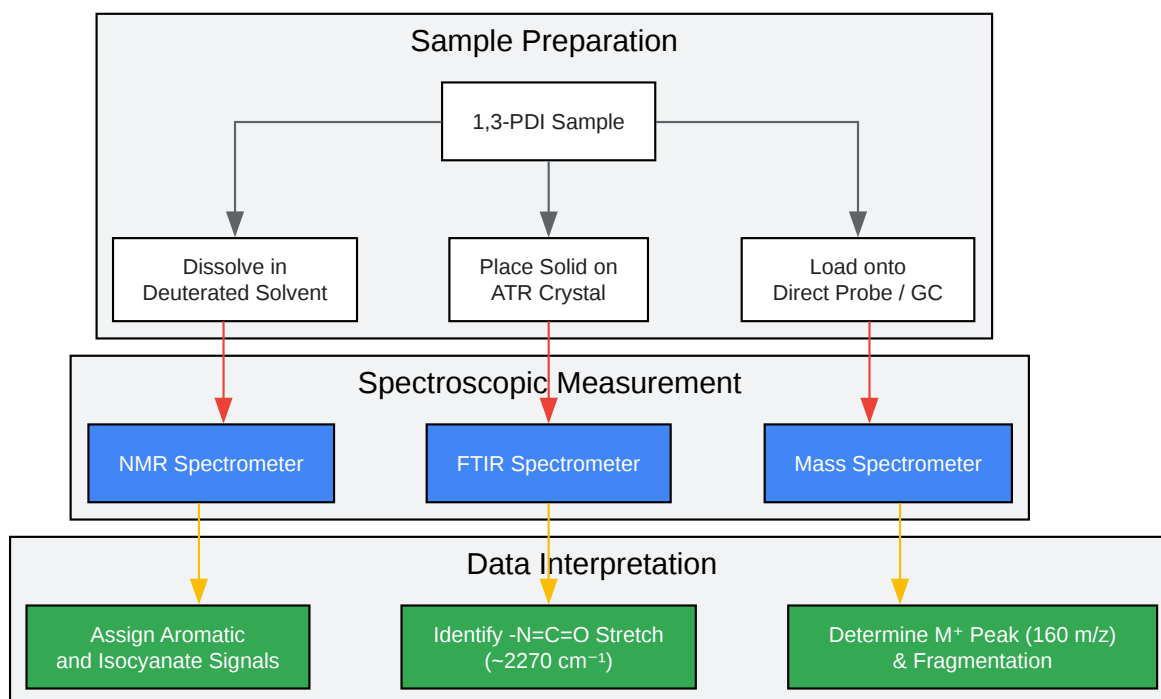 Sample Preparation
1,3-PDI Sample
Dissolve in
Deuterated Solvent
Place Solid on
ATR Crystal
Load onto
Direct Probe / GC
Spectroscopic Measurement
NMR Spectrometer
FTIR Spectrometer
Mass Spectrometer
Data Interpretation
Assign Aromatic
and Isocyanate Signals
Identify -N=C=O Stretch
(~2270 cm⁻¹)
Determine M⁺ Peak (160 m/z)
& Fragmentation